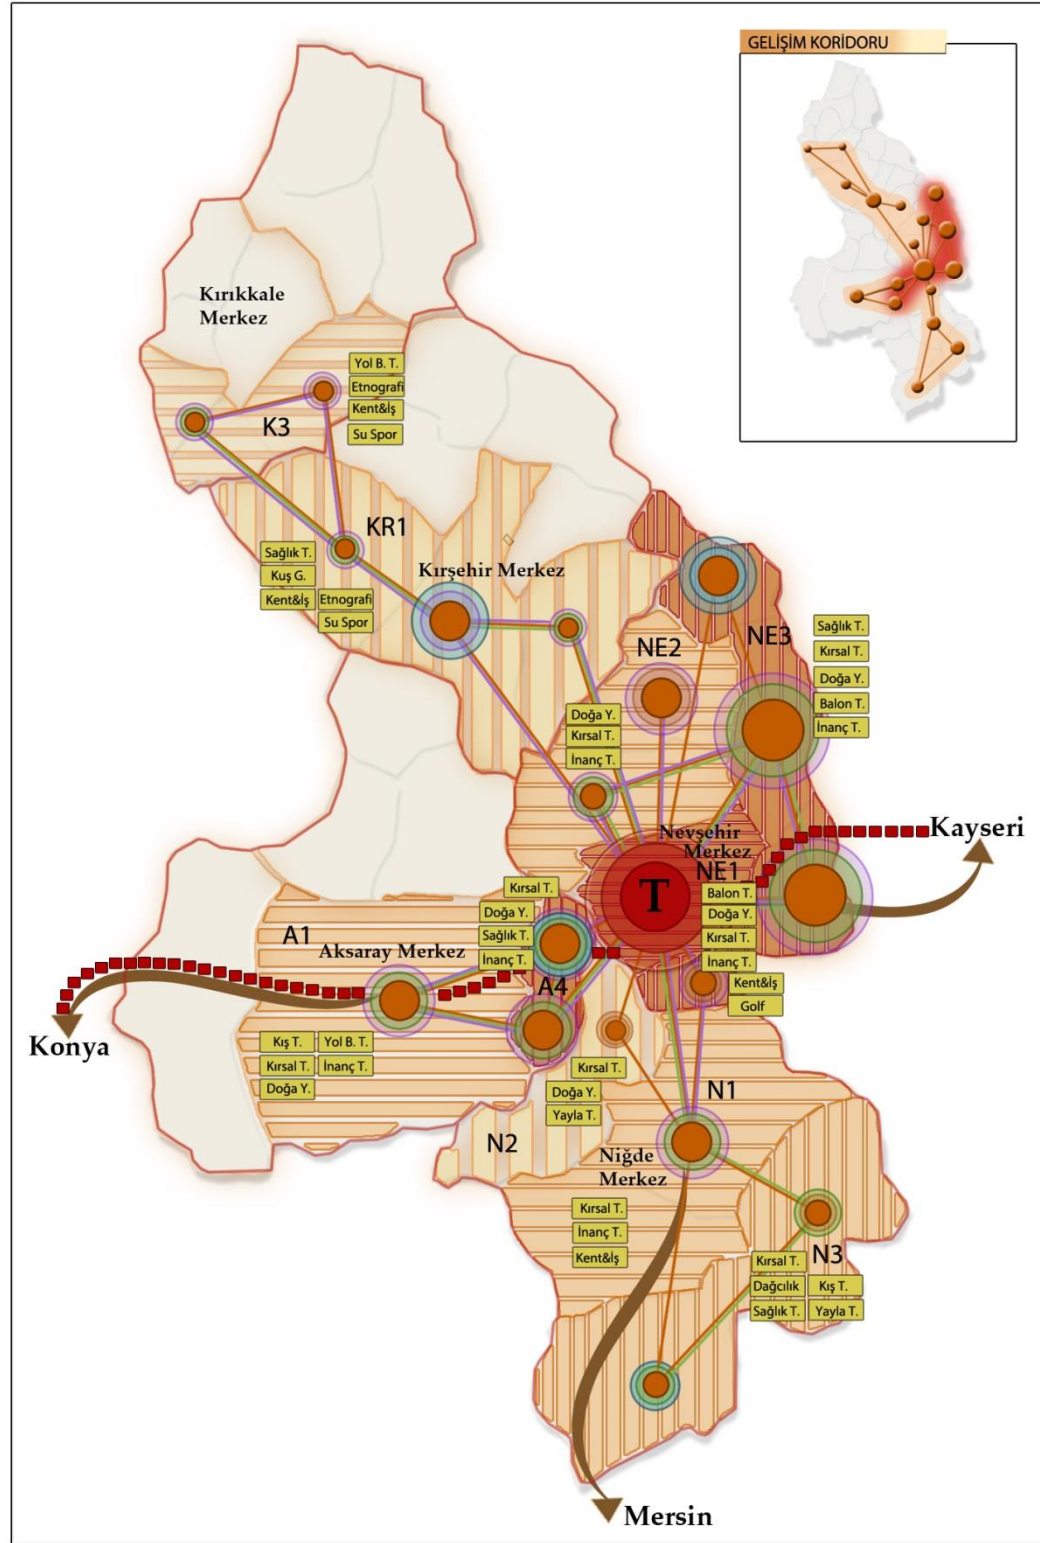 GELİŞİM KORİDORU
Kırıkkale
Merkez
Yol B. T.
Etnografi
Kent&İş
Su Spor
K3
KR1
Sağlık T.
Kuş G.
Kent&İş
Etnografi
Su Spor
Kırşehir Merkez
NE2
NE3
Sağlık T.
Kırsal T.
Doğa Y.
Balon T.
İnanç T.
Doğa Y.
Kırsal T.
İnanç T.
Nevşehir
Merkez
NE1
T
Kayseri
Balon T.
Doğa Y.
Kırsal T.
İnanç T.
Kent&İş
Golf
Kırsal T.
Doğa Y.
Sağlık T.
İnanç T.
A1
Aksaray Merkez
A4
Konya
Kış T.
Yol B. T.
Kırsal T.
İnanç T.
Doğa Y.
Kırsal T.
Doğa Y.
Yayla T.
N1
N2
Niğde
Merkez
Kırsal T.
İnanç T.
Kent&İş
N3
Kırsal T.
Dağcılık
Kış T.
Sağlık T.
Yayla T.
Mersin